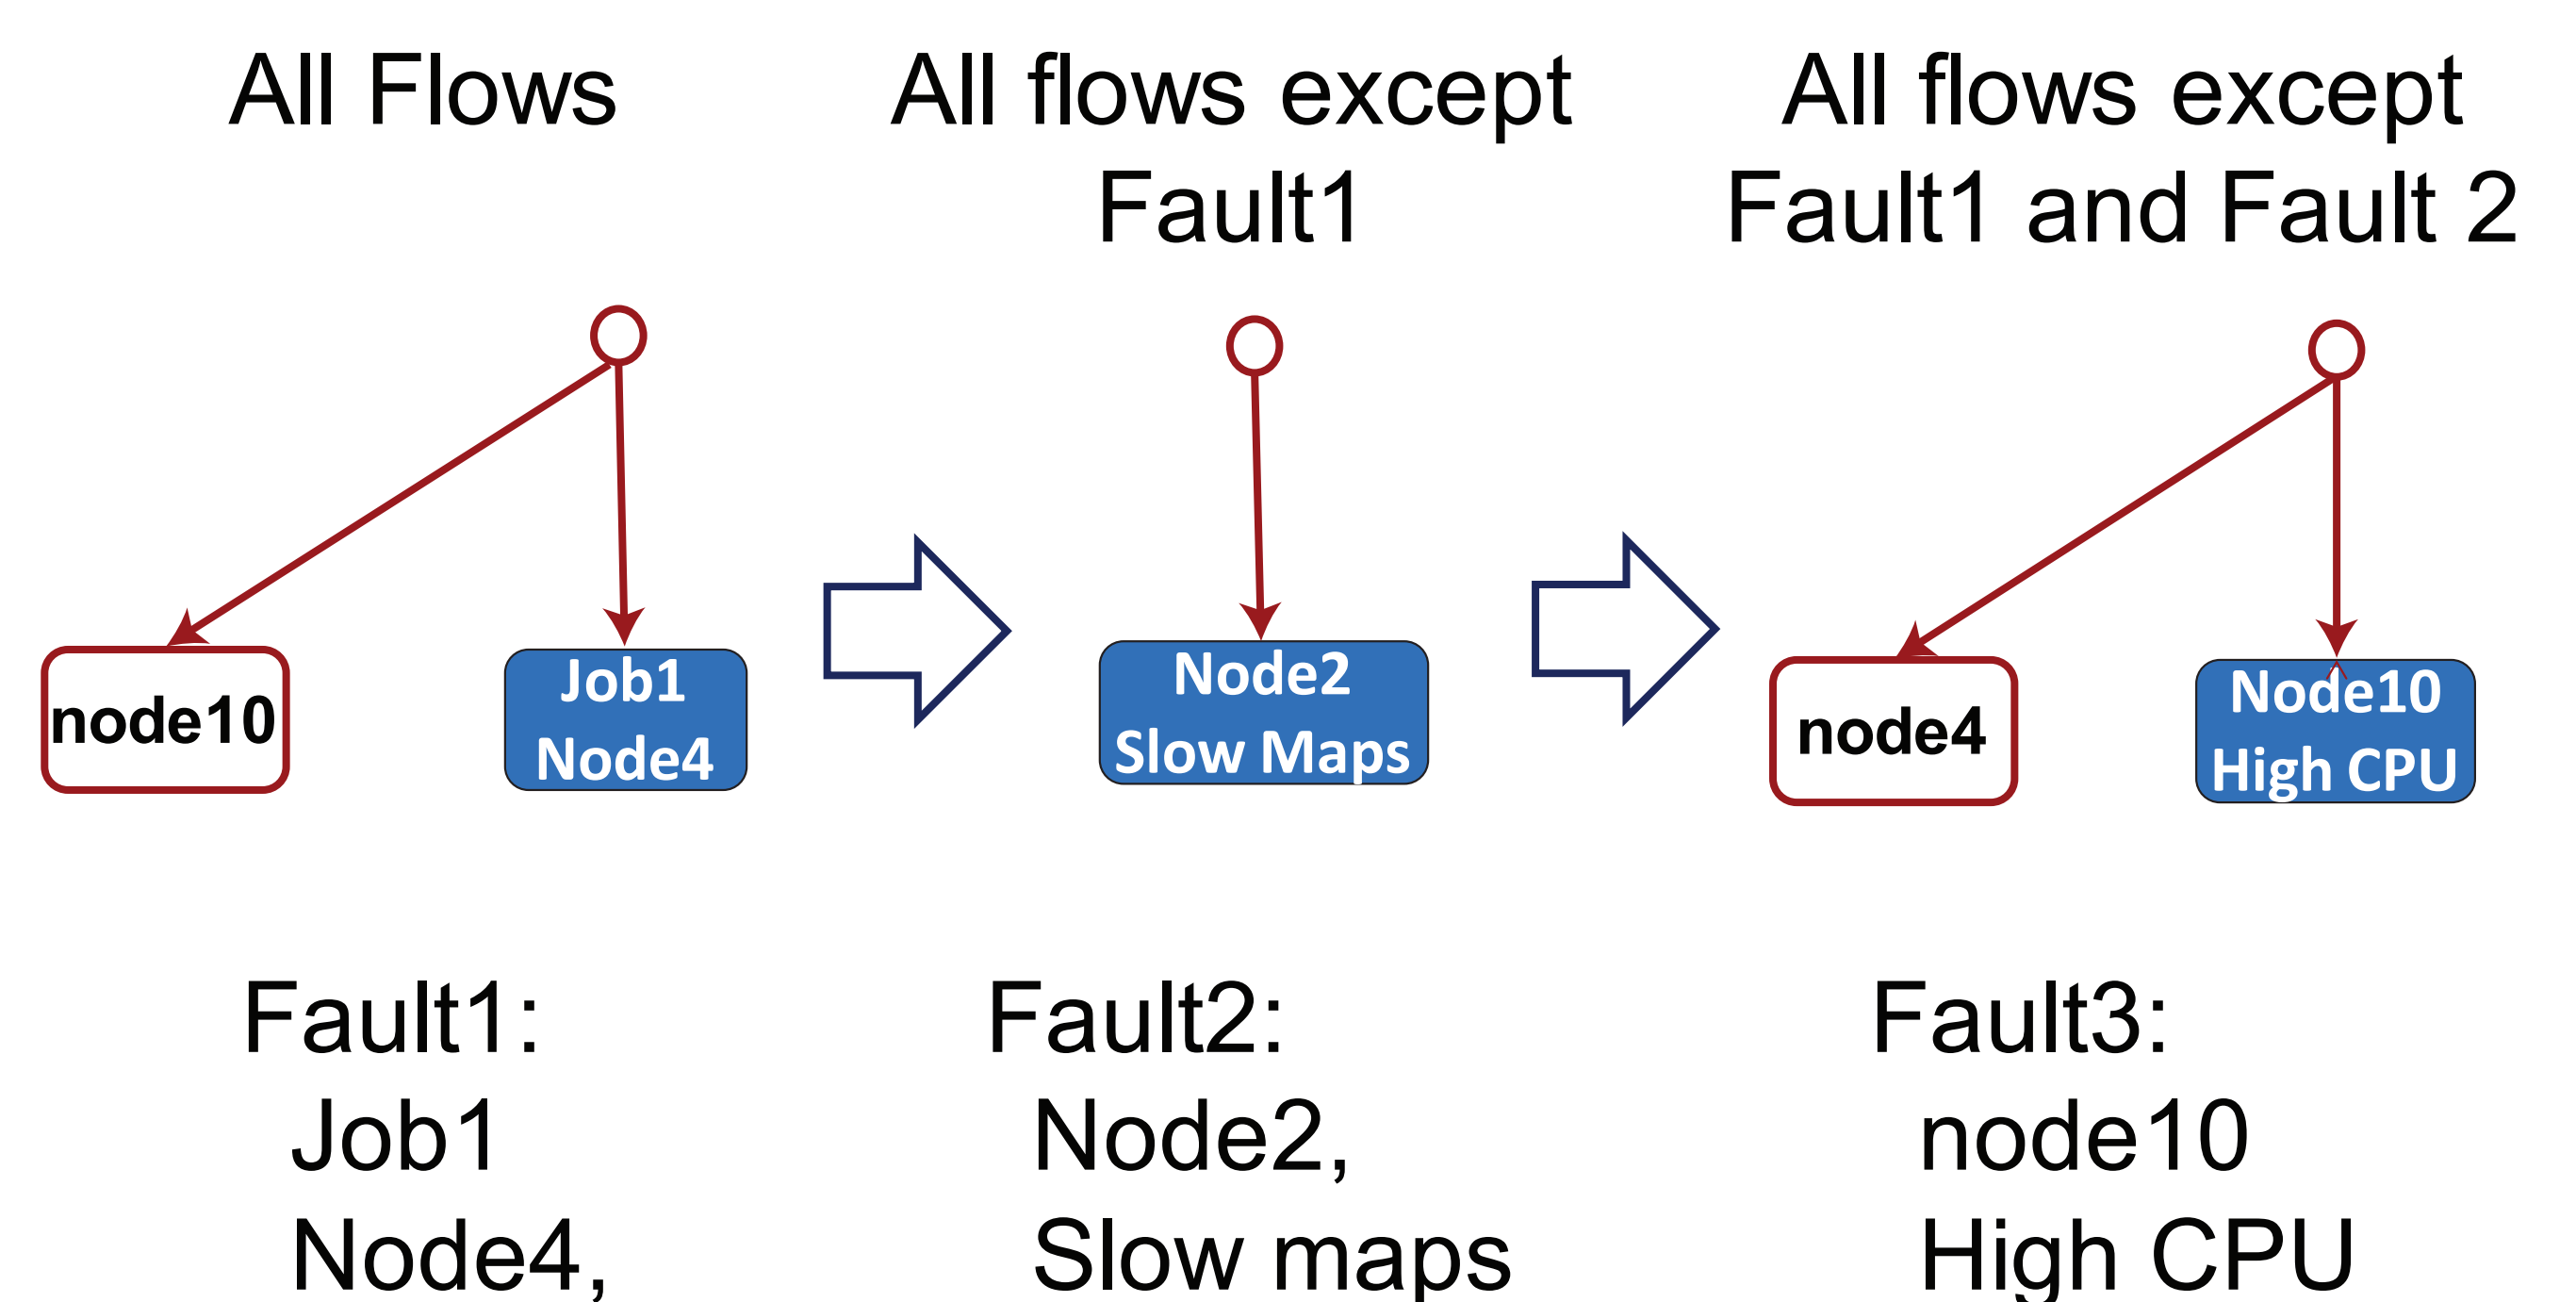 All Flows
All flows except
Fault1
All flows except
Fault1 and Fault 2
node10
Job1
Node4
Node2
Slow Maps
node4
Node10
High CPU
Fault1:
Job1
Node4,
Fault2:
Node2,
Slow maps
Fault3:
node10
High CPU